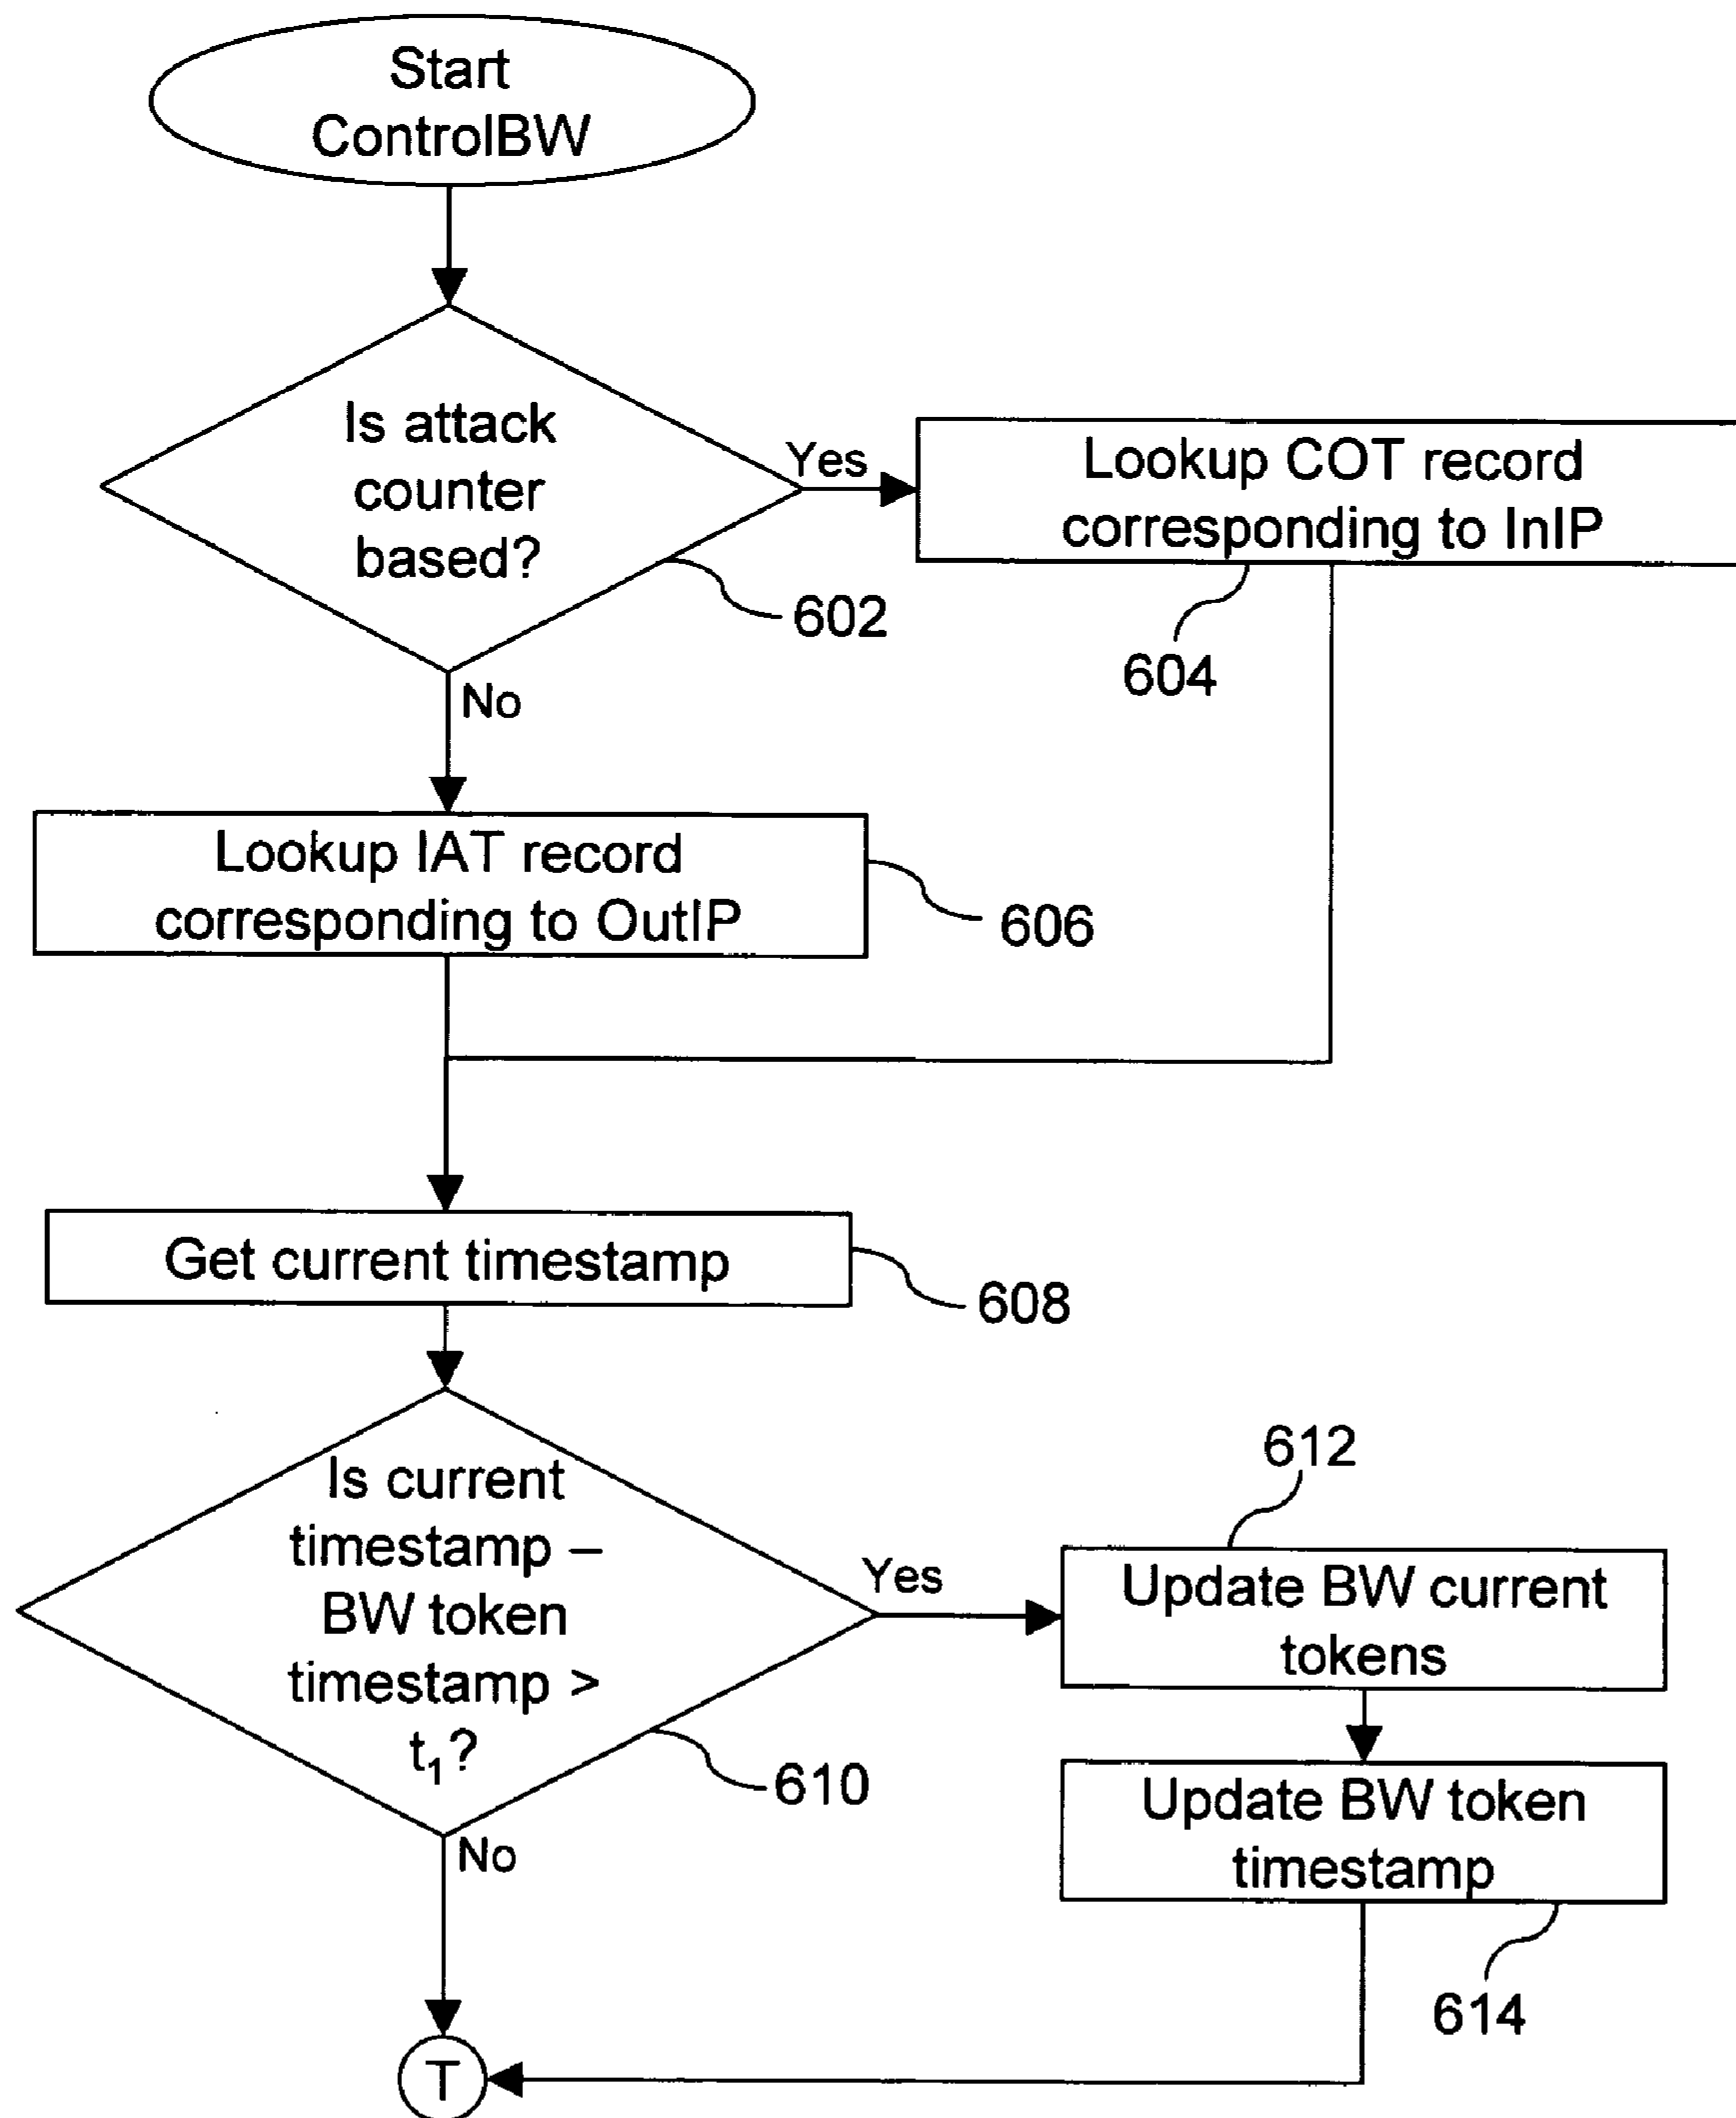 Start
ControlBW
Is attack
counter
based?
Yes
Lookup COT record
corresponding to InIP
602
604
No
Lookup IAT record
corresponding to OutIP
606
Get current timestamp
608
Is current
timestamp –
BW token
timestamp >
t₁?
Yes
612
Update BW current
tokens
610
Update BW token
timestamp
No
614
T